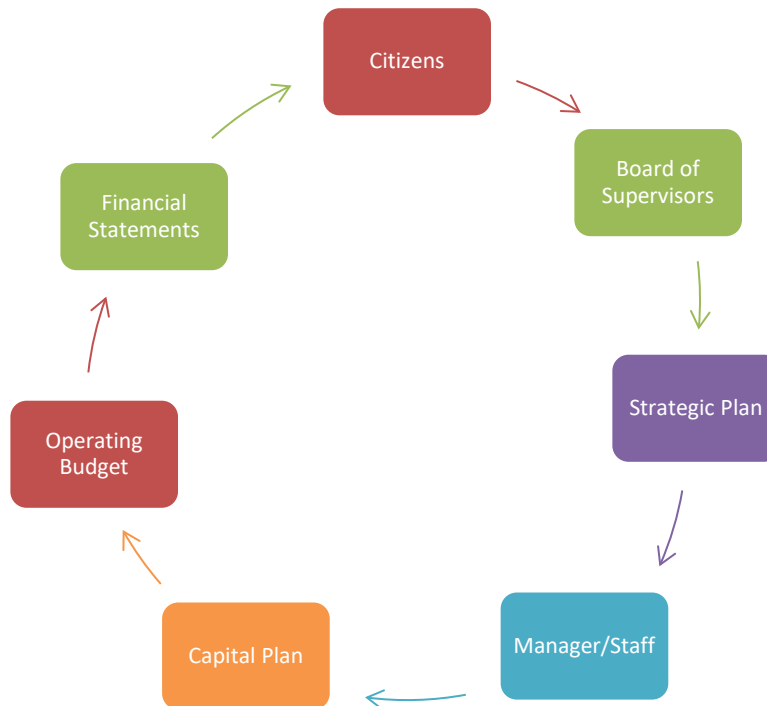 Citizens
Board of
Supervisors
Strategic Plan
Manager/Staff
Capital Plan
Operating
Budget
Financial
Statements